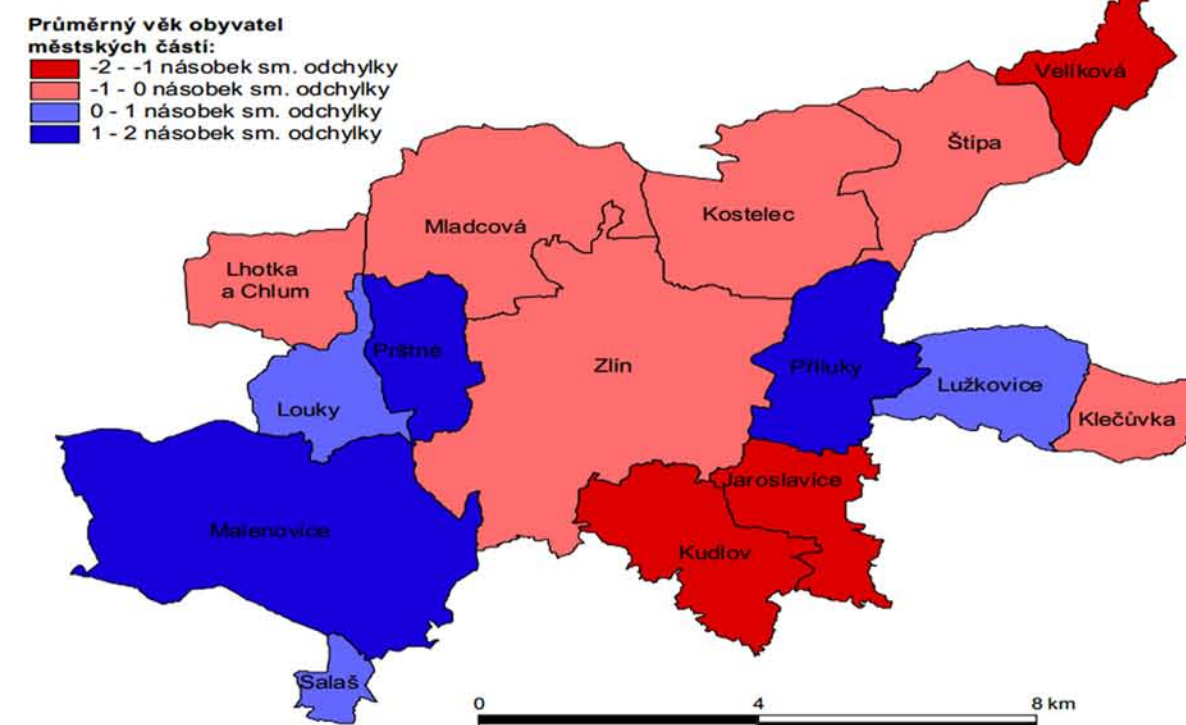 Průměrný věk obyvatel
městských částí:
-2 - -1 násobek sm. odchylky
-1 - 0 násobek sm. odchylky
0 - 1 násobek sm. odchylky
1 - 2 násobek sm. odchylky
Velíková
Štípa
Kostelec
Mladcová
Lhotka
a Chlum
Prštné
Zlín
Příluky
Lužkovice
Louky
Klečůvka
Jaroslavice
Malenovice
Kudlov
Salaš
0 4 8 km